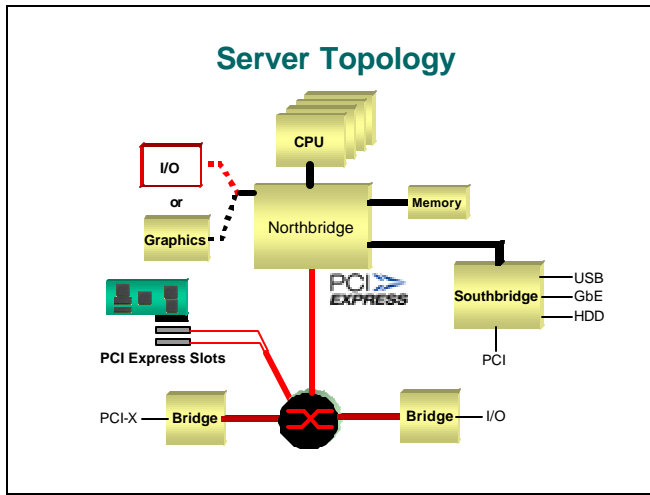 Server Topology
CPU
I/O
or
Graphics
Northbridge
Memory
PCI
EXPRESS
Southbridge
USB
GbE
HDD
PCI
PCI Express Slots
PCI-X
Bridge
Bridge
I/O